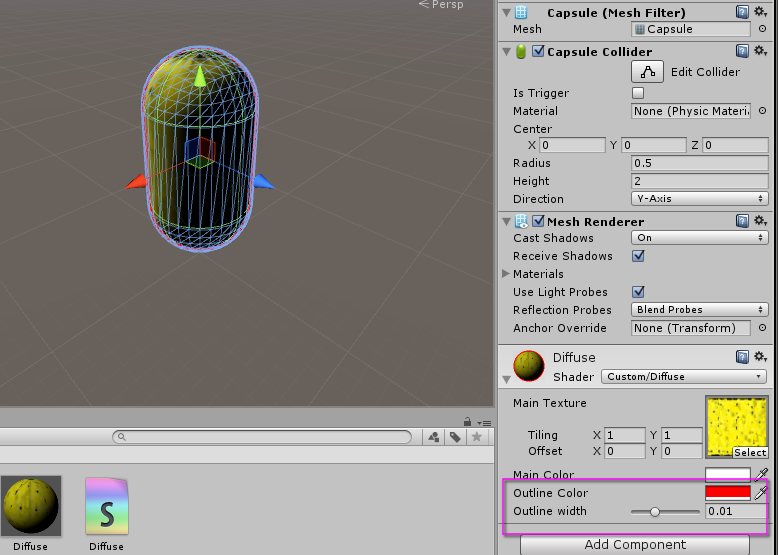 Persp
Capsule (Mesh Filter)
Mesh Capsule
Capsule Collider
Edit Collider
Is Trigger
Material None (Physic Materi
Center
X 0 Y 0 Z 0
Radius 0.5
Height 2
Direction Y-Axis
Mesh Renderer
Cast Shadows On
Receive Shadows
Materials
Use Light Probes
Reflection Probes Blend Probes
Anchor Override None (Transform)
Diffuse
Shader Custom/Diffuse
Main Texture
Tiling X 1 Y 1
Offset X 0 Y 0
Select
Main Color
Outline Color
Outline width 0.01
Add Component
S
Diffuse Diffuse